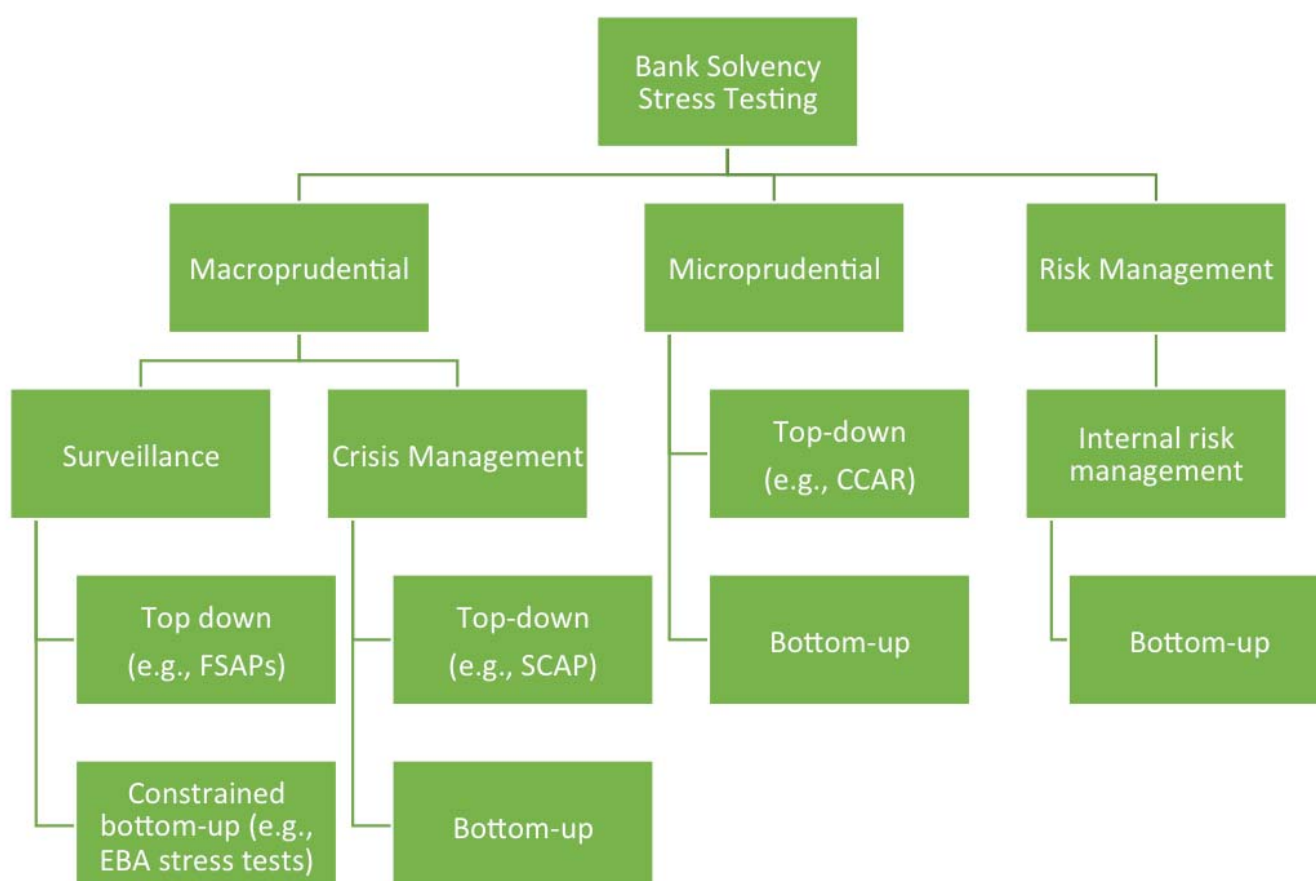 Bank Solvency
Stress Testing
Macroprudential
Microprudential
Risk Management
Surveillance
Crisis Management
Top-down
(e.g., CCAR)
Internal risk
management
Top down
(e.g., FSAPs)
Top-down
(e.g., SCAP)
Bottom-up
Bottom-up
Constrained
bottom-up (e.g.,
EBA stress tests)
Bottom-up